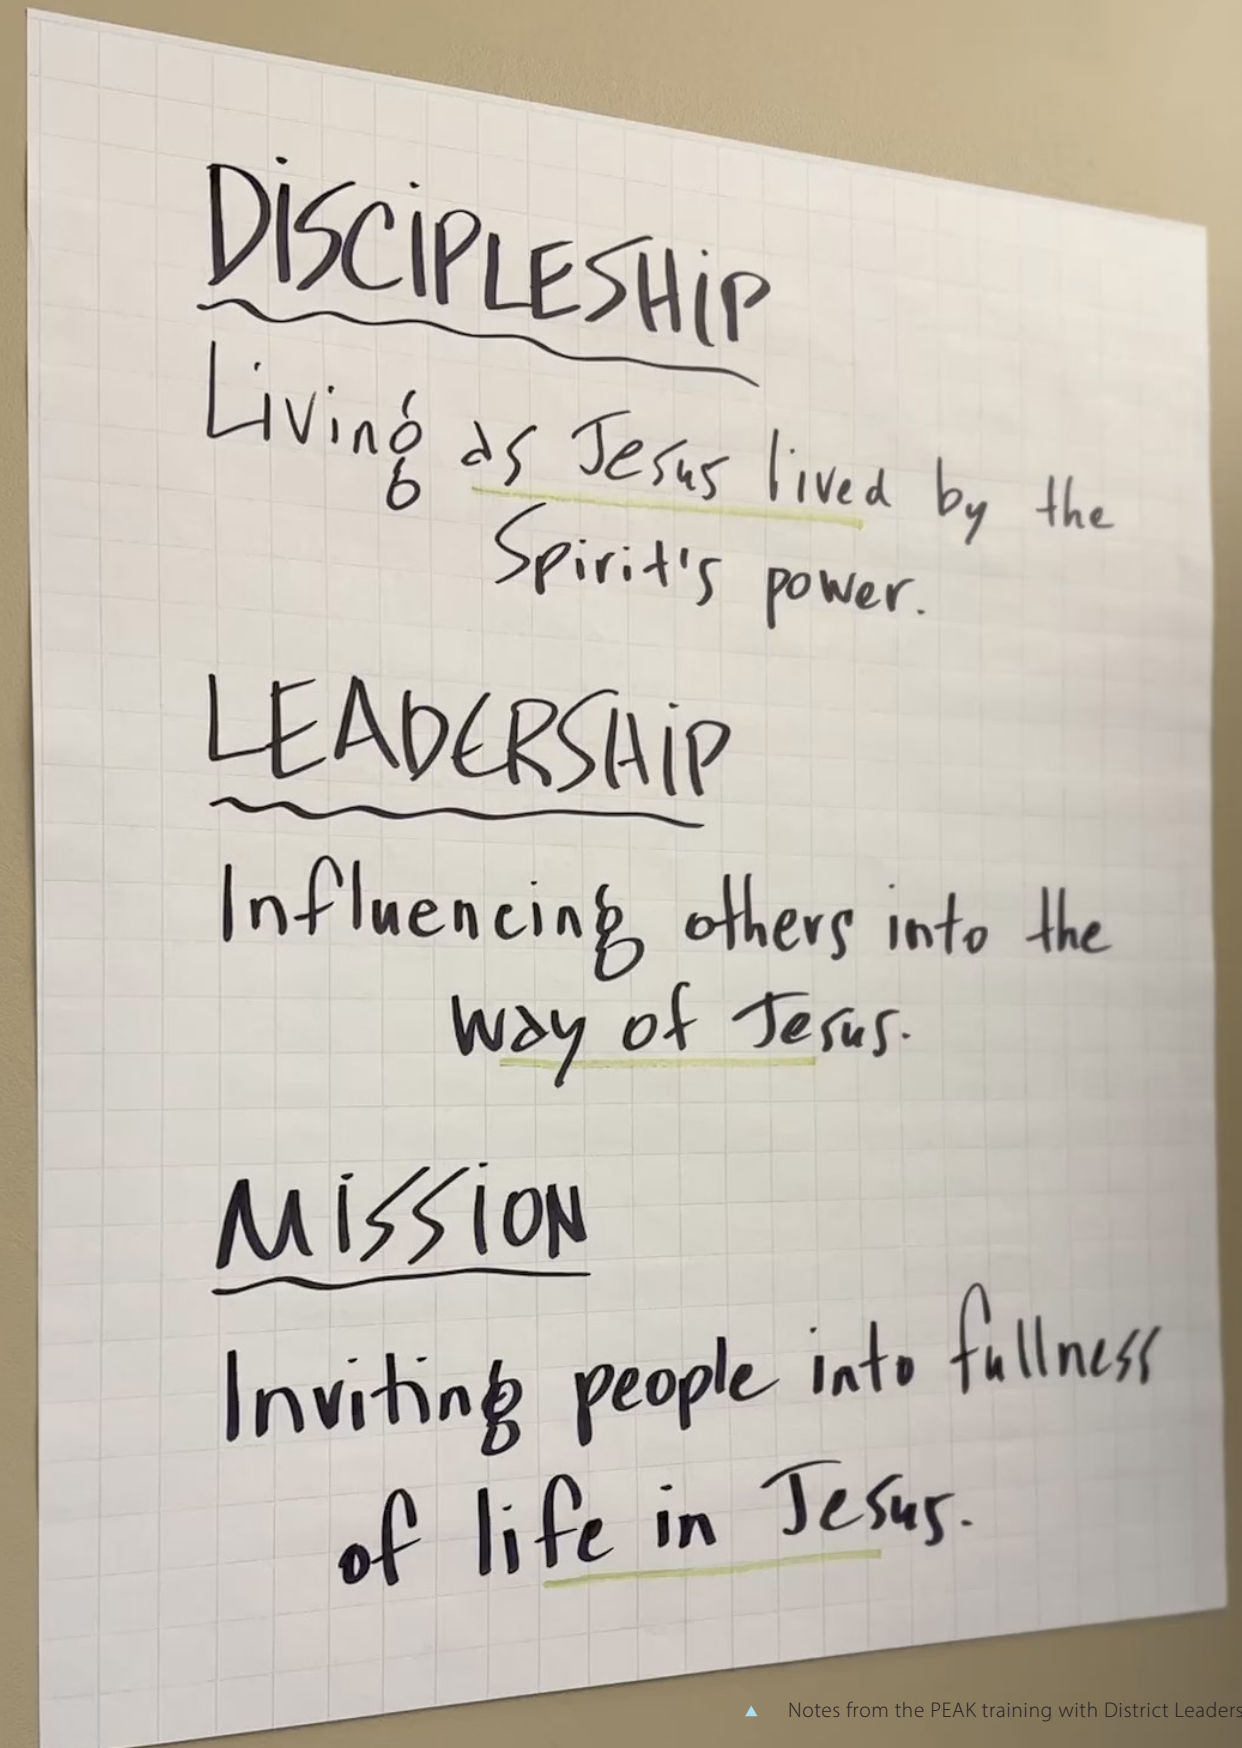 DISCIPLESHIP
Living as Jesus lived by the
Spirit's power.
LEADERSHIP
Influencing others into the
way of Jesus.
MISSION
Inviting people into fullness
of life in Jesus.
Notes from the PEAK training with District Leaders